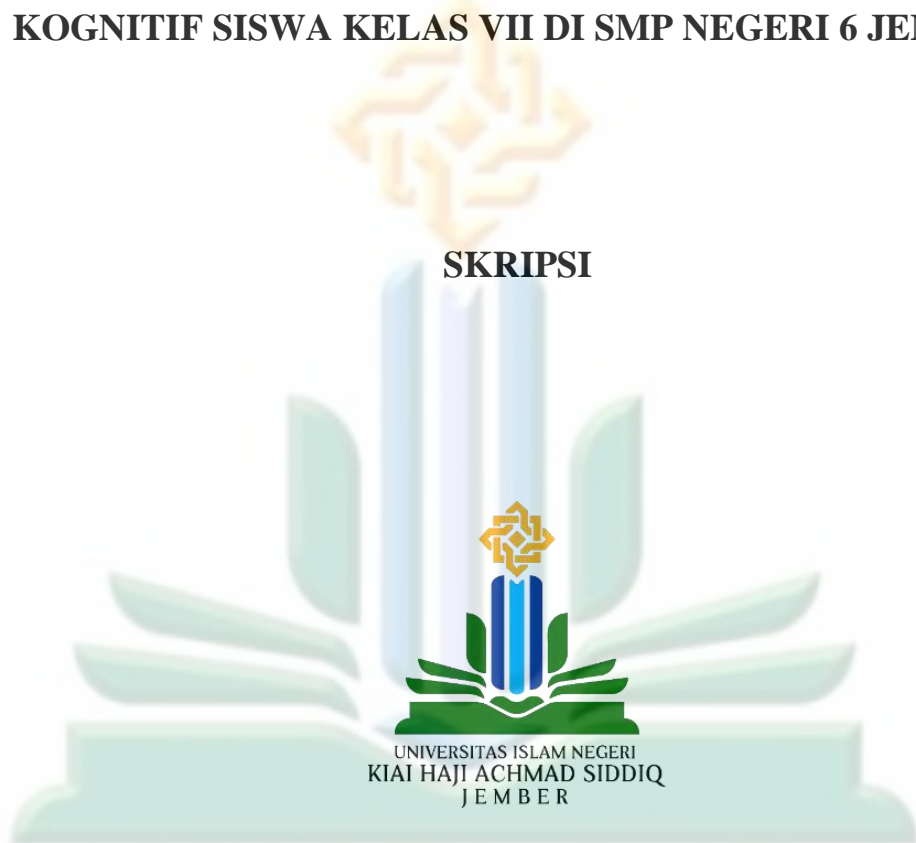 KOGNITIF SISWA KELAS VII DI SMP NEGERI 6
SKRIPSI
UNIVERSITAS ISLAM NEGERI
KIAI HAJI ACHMAD SIDDIQ
JEMBER